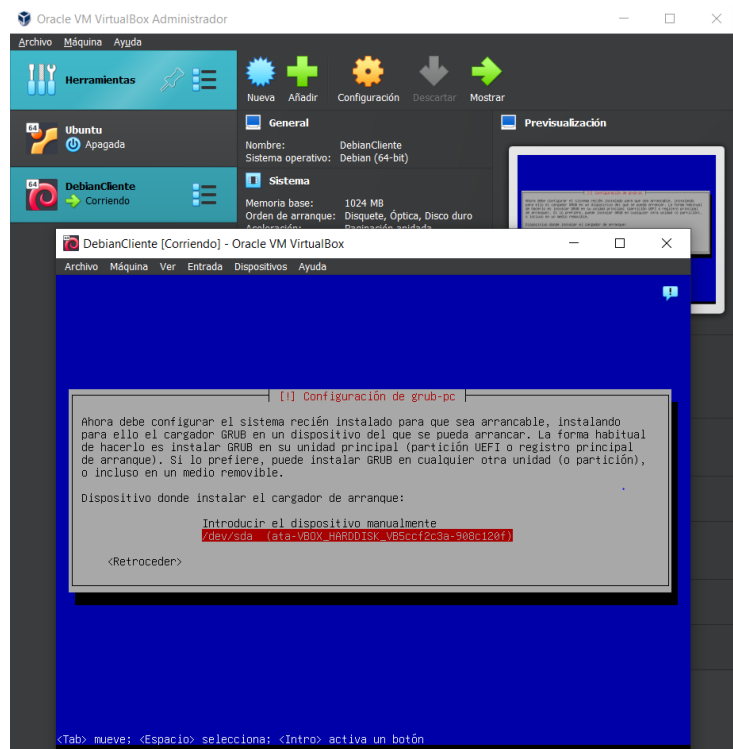 Oracle VM VirtualBox Administrador
Archivo Máquina Ayuda
Herramientas
Nueva Añadir Configuración Descartar Mostrar
64 Ubuntu
Apagada
64 DebianCliente
Corriendo
General
Nombre: DebianCliente
Sistema operativo: Debian (64-bit)
Sistema
Memoria base: 1024 MB
Orden de arranque: Disquete, Óptica, Disco duro
Aceleración: Paginación anidada
Previsualización
DebianCliente [Corriendo] - Oracle VM VirtualBox
Archivo Máquina Ver Entrada Dispositivos Ayuda
[!] Configuración de grub-pc
Ahora debe configurar el sistema recién instalado para que sea arrancable, instalando
para ello el cargador GRUB en un dispositivo del que se pueda arrancar. La forma habitual
de hacerlo es instalar GRUB en su unidad principal (partición UEFI o registro principal
de arranque). Si lo prefiere, puede instalar GRUB en cualquier otra unidad (o partición),
o incluso en un medio removible.
Dispositivo donde instalar el cargador de arranque:
Introducir el dispositivo manualmente
/dev/sda (ata-VBOX_HARDDISK_VB5ccf2c3a-908c120f)
<Retroceder>
<Tab> mueve; <Espacio> selecciona; <Intro> activa un botón